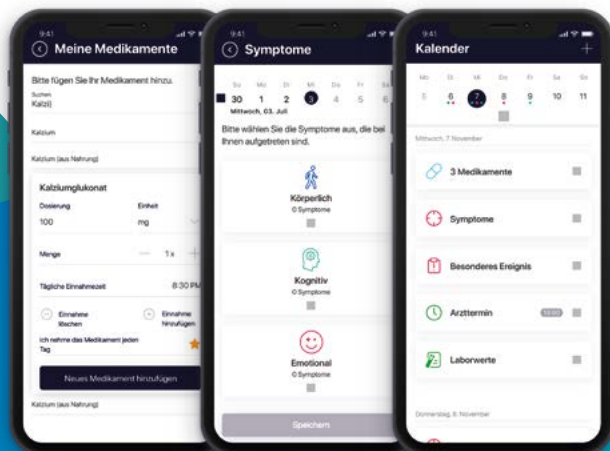 9:41
Meine Medikamente
Bitte fügen Sie Ihr Medikament hinzu.
Suchen
Kalzi|
Kalzium
Kalzium (aus Nahrung)
Kalziumglukonat
Dosierung
Einheit
100
mg
Menge
1 x
Tägliche Einnahmezeit
8:30 PM
Einnahme
löschen
Einnahme
hinzufügen
Ich nehme das Medikament jeden
Tag
Neues Medikament hinzufügen
Kalzium (aus Nahrung)
9:41
Symptome
So Mo Di Mi Do Fr Sa
30 1 2 3 4 5 6
Mittwoch, 03. Juli
Bitte wählen Sie die Symptome aus, die bei
Ihnen aufgetreten sind.
Körperlich
0 Symptome
Kognitiv
0 Symptome
Emotional
0 Symptome
Speichern
9:41
Kalender
Mo Di Mi Do Fr Sa So
5 6 7 8 9 10 11
Mittwoch, 7. November
3 Medikamente
Symptome
Besonderes Ereignis
Arzttermin
Laborwerte
Donnerstag, 8. November